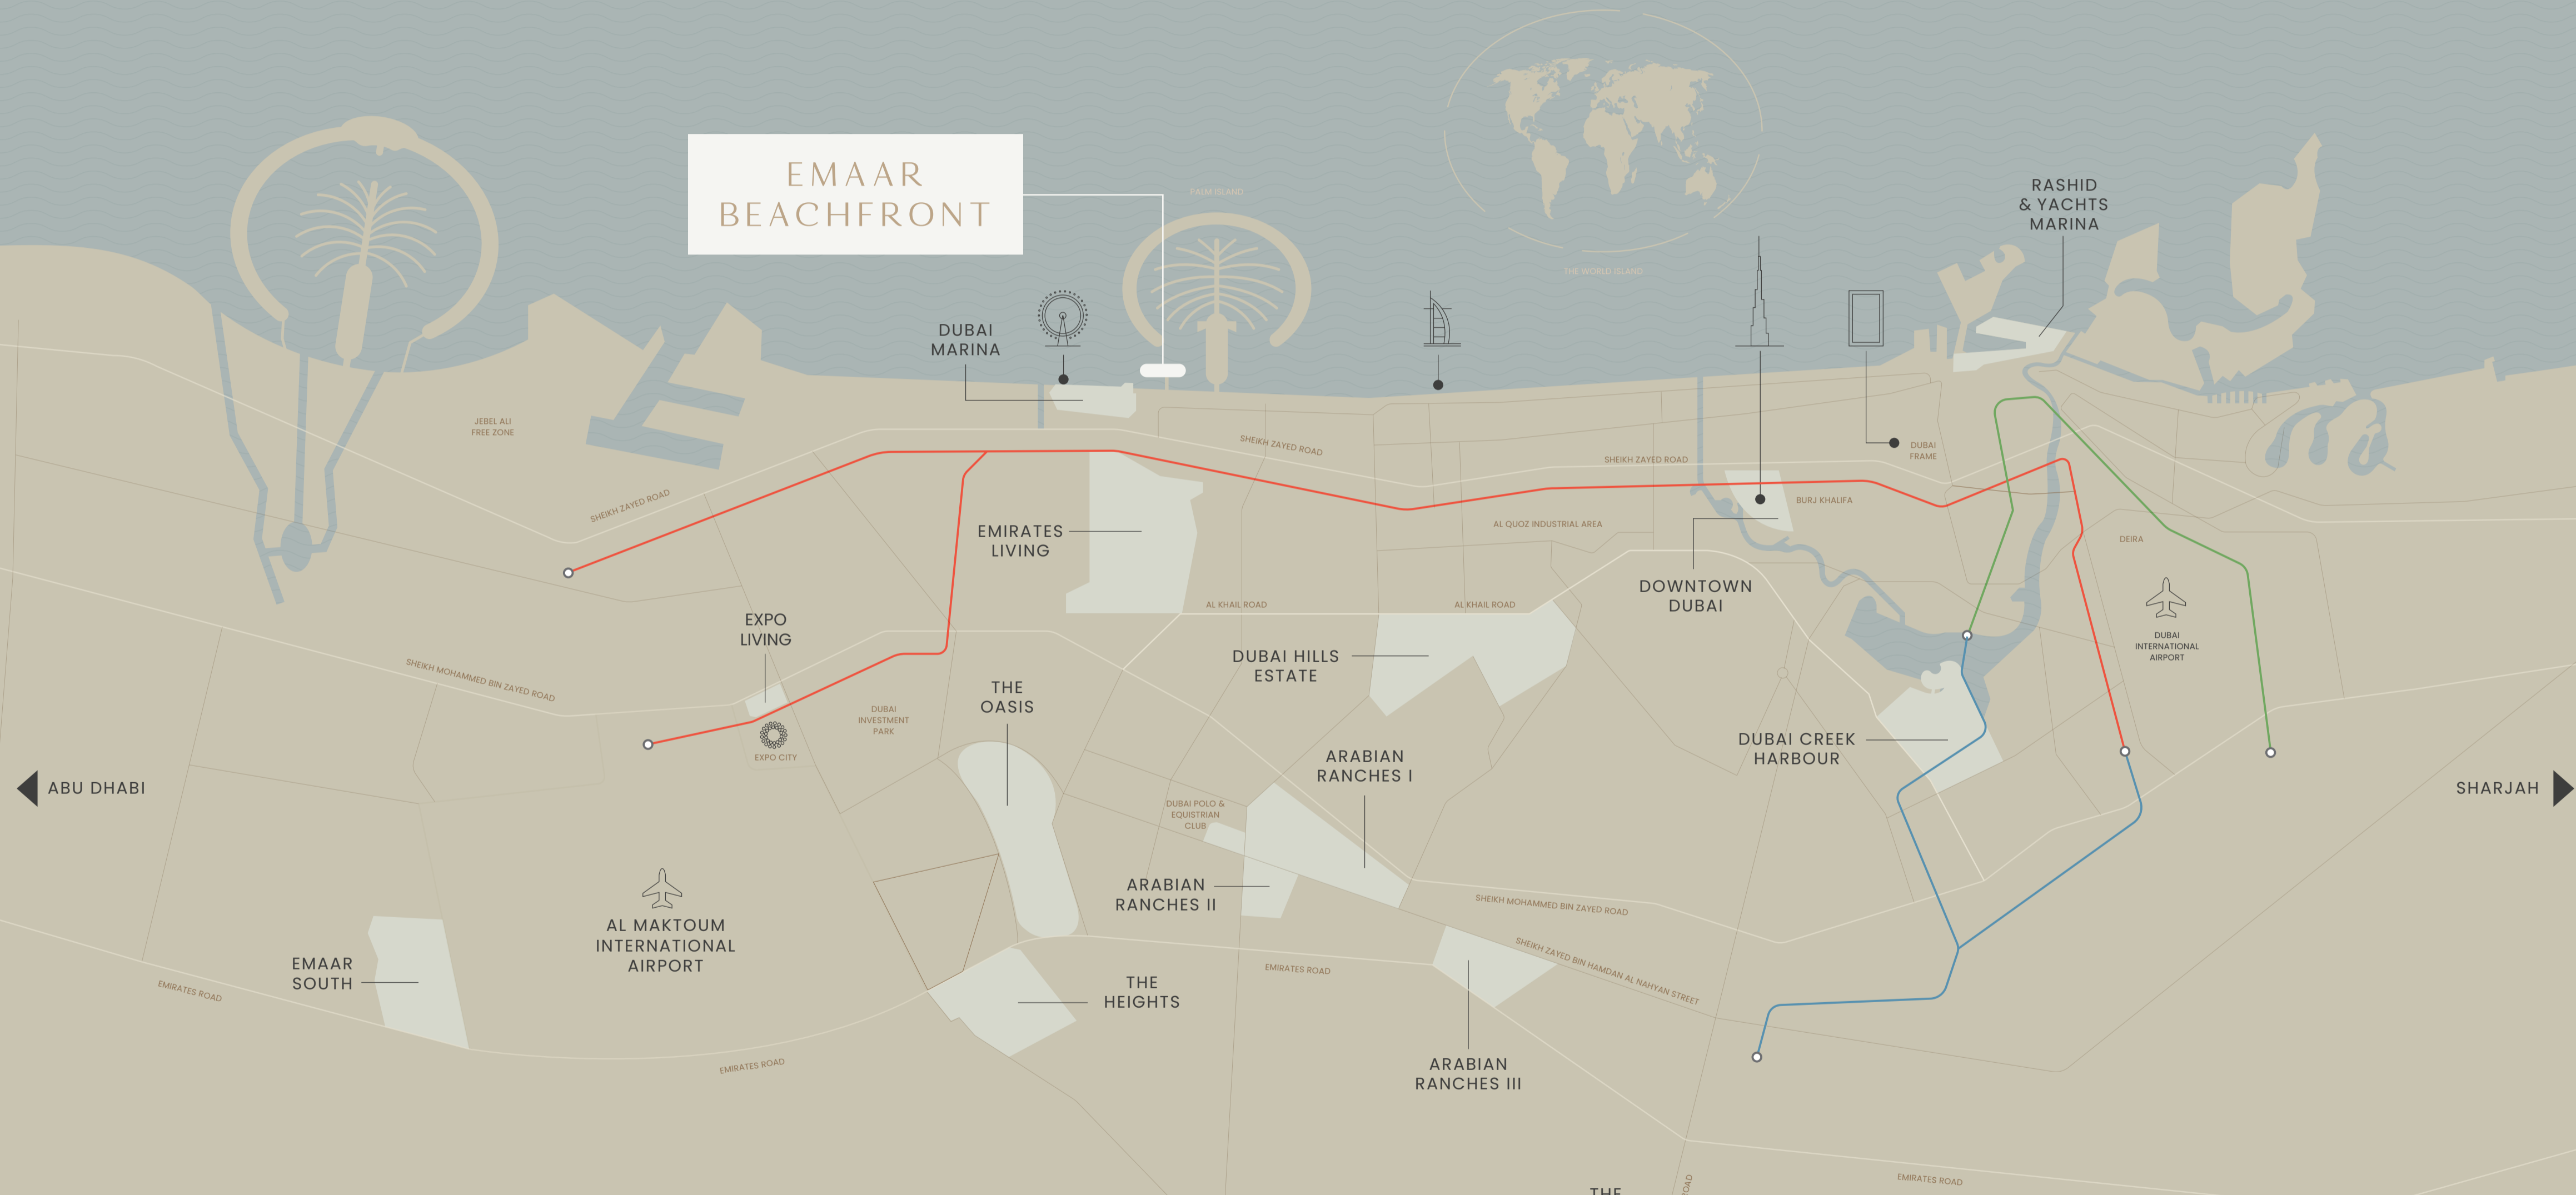 EMAAR
BEACHFRONT
PALM ISLAND
THE WORLD ISLAND
RASHID
& YACHTS
MARINA
DUBAI
MARINA
JEBEL ALI
FREE ZONE
SHEIKH ZAYED ROAD
SHEIKH ZAYED ROAD
SHEIKH ZAYED ROAD
DUBAI
FRAME
BURJ KHALIFA
AL QUOZ INDUSTRIAL AREA
EMIRATES
LIVING
DEIRA
DOWNTOWN
DUBAI
AL KHAIL ROAD
AL KHAIL ROAD
EXPO
LIVING
DUBAI
INTERNATIONAL
AIRPORT
DUBAI HILLS
ESTATE
SHEIKH MOHAMMED BIN ZAYED ROAD
THE
OASIS
DUBAI
INVESTMENT
PARK
EXPO CITY
DUBAI CREEK
HARBOUR
ARABIAN
RANCHES I
ABU DHABI
SHARJAH
DUBAI POLO &
EQUESTRIAN
CLUB
ARABIAN
RANCHES II
SHEIKH MOHAMMED BIN ZAYED ROAD
AL MAKTOUM
INTERNATIONAL
AIRPORT
SHEIKH ZAYED BIN HAMDAN AL NAHYAN STREET
EMAAR
SOUTH
EMIRATES ROAD
EMIRATES ROAD
THE
HEIGHTS
EMIRATES ROAD
ARABIAN
RANCHES III
EMIRATES ROAD
THE